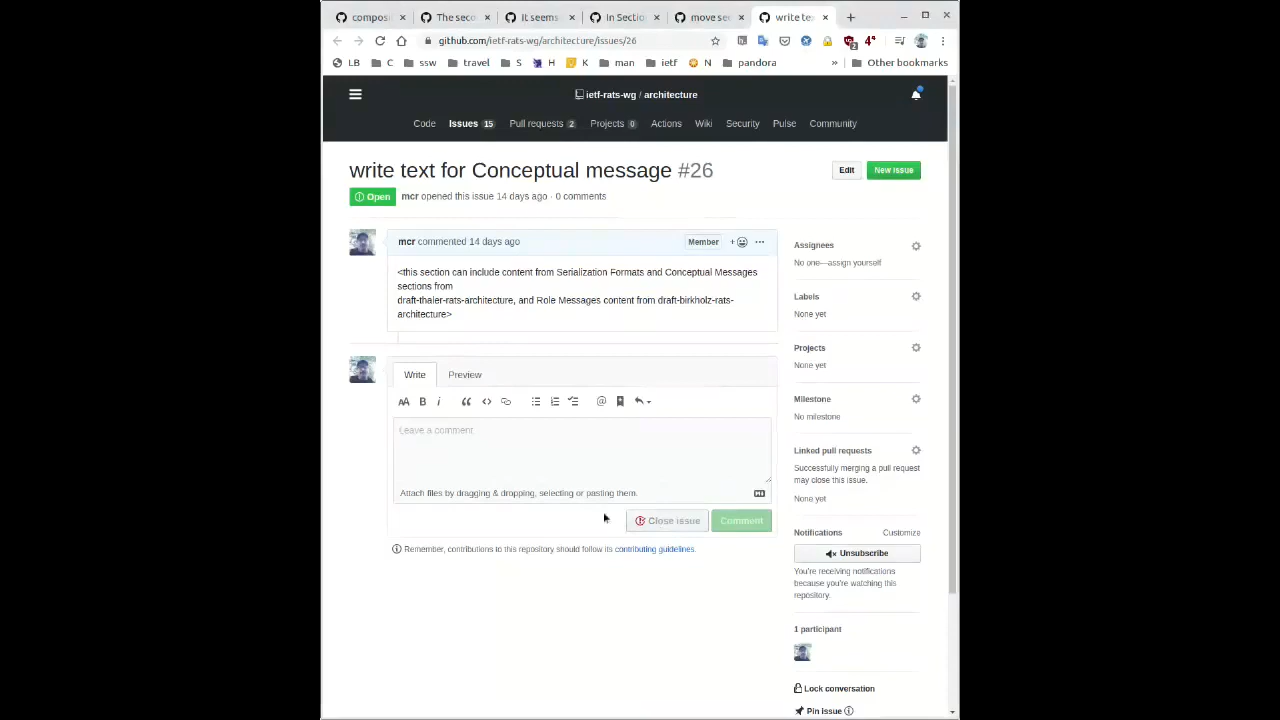 compos
The seco
It seems
In Sectio
move se
write te
github.com/ietf-rats-wg/architecture/issues/26
2
4°
LB
C
ssw
travel
S
H
K
man
ietf
N
pandora
»
Other bookmarks
ietf-rats-wg / architecture
Code
Issues 15
Pull requests 2
Projects 0
Actions
Wiki
Security
Pulse
Community
write text for Conceptual message #26
Edit
New issue
Open
mcr opened this issue 14 days ago · 0 comments
mcr commented 14 days ago
Member
<this section can include content from Serialization Formats and Conceptual Messages
sections from
draft-thaler-rats-architecture, and Role Messages content from draft-birkholz-rats-
architecture>
Write
Preview
AA B i
Leave a comment
Attach files by dragging & dropping, selecting or pasting them.
Close issue
Comment
Remember, contributions to this repository should follow its contributing guidelines.
Assignees
No one—assign yourself
Labels
None yet
Projects
None yet
Milestone
No milestone
Linked pull requests
Successfully merging a pull request
may close this issue.
None yet
Notifications
Customize
Unsubscribe
You're receiving notifications
because you're watching this
repository.
1 participant
Lock conversation
Pin issue